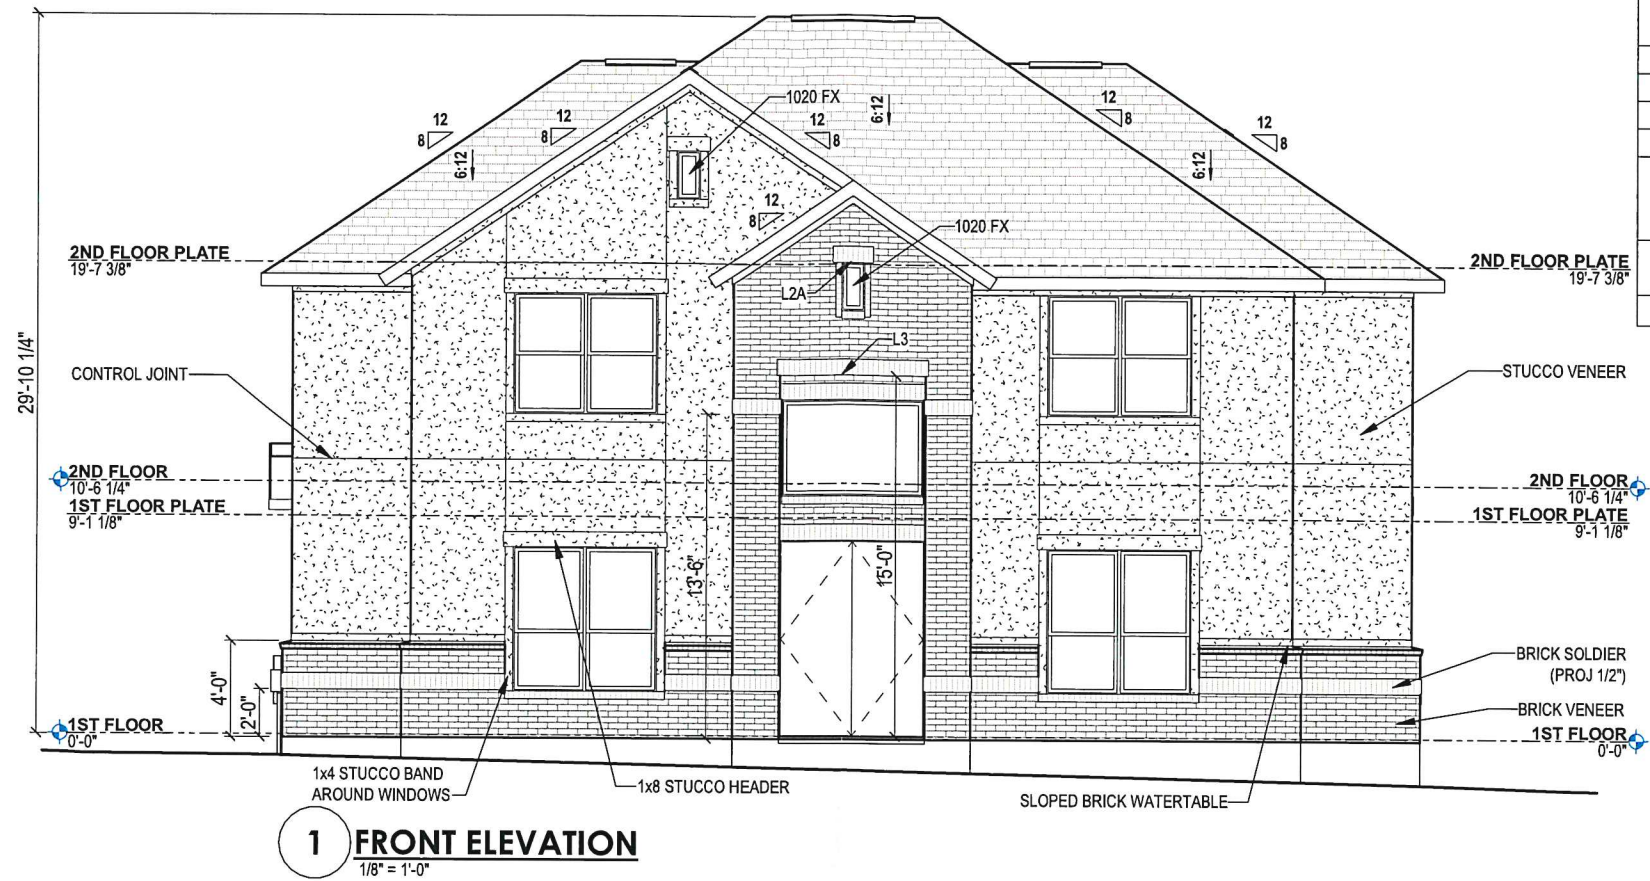 1020 FX
12
8
6:12
12
8
12
8
6:12
12
8
6:12
12
8
12
8
1020 FX
2ND FLOOR PLATE
19'-7 3/8"
2ND FLOOR PLATE
19'-7 3/8"
L2A
L3
29'-10 1/4"
CONTROL JOINT
STUCCO VENEER
2ND FLOOR
10'-6 1/4"
1ST FLOOR PLATE
9'-1 1/8"
2ND FLOOR
10'-6 1/4"
1ST FLOOR PLATE
9'-1 1/8"
13'-6"
15'-0"
4'-0"
2'-0"
BRICK SOLDIER
(PROJ 1/2")
BRICK VENEER
1ST FLOOR
0'-0"
1ST FLOOR
0'-0"
1x4 STUCCO BAND
AROUND WINDOWS
1x8 STUCCO HEADER
SLOPED BRICK WATERTABLE
1 FRONT ELEVATION
1/8" = 1'-0"